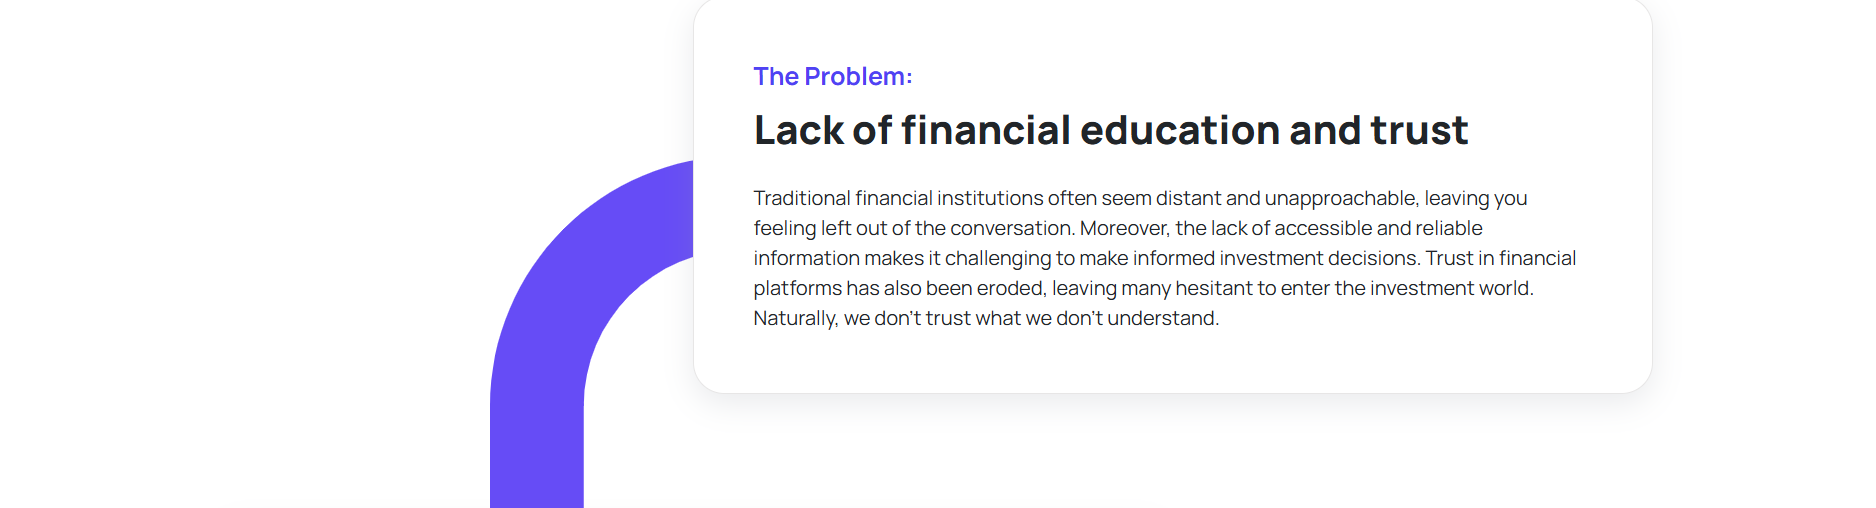 The Problem:
Lack of financial education and trust
Traditional financial institutions often seem distant and unapproachable, leaving you
feeling left out of the conversation. Moreover, the lack of accessible and reliable
information makes it challenging to make informed investment decisions. Trust in financial
platforms has also been eroded, leaving many hesitant to enter the investment world.
Naturally, we don't trust what we don't understand.